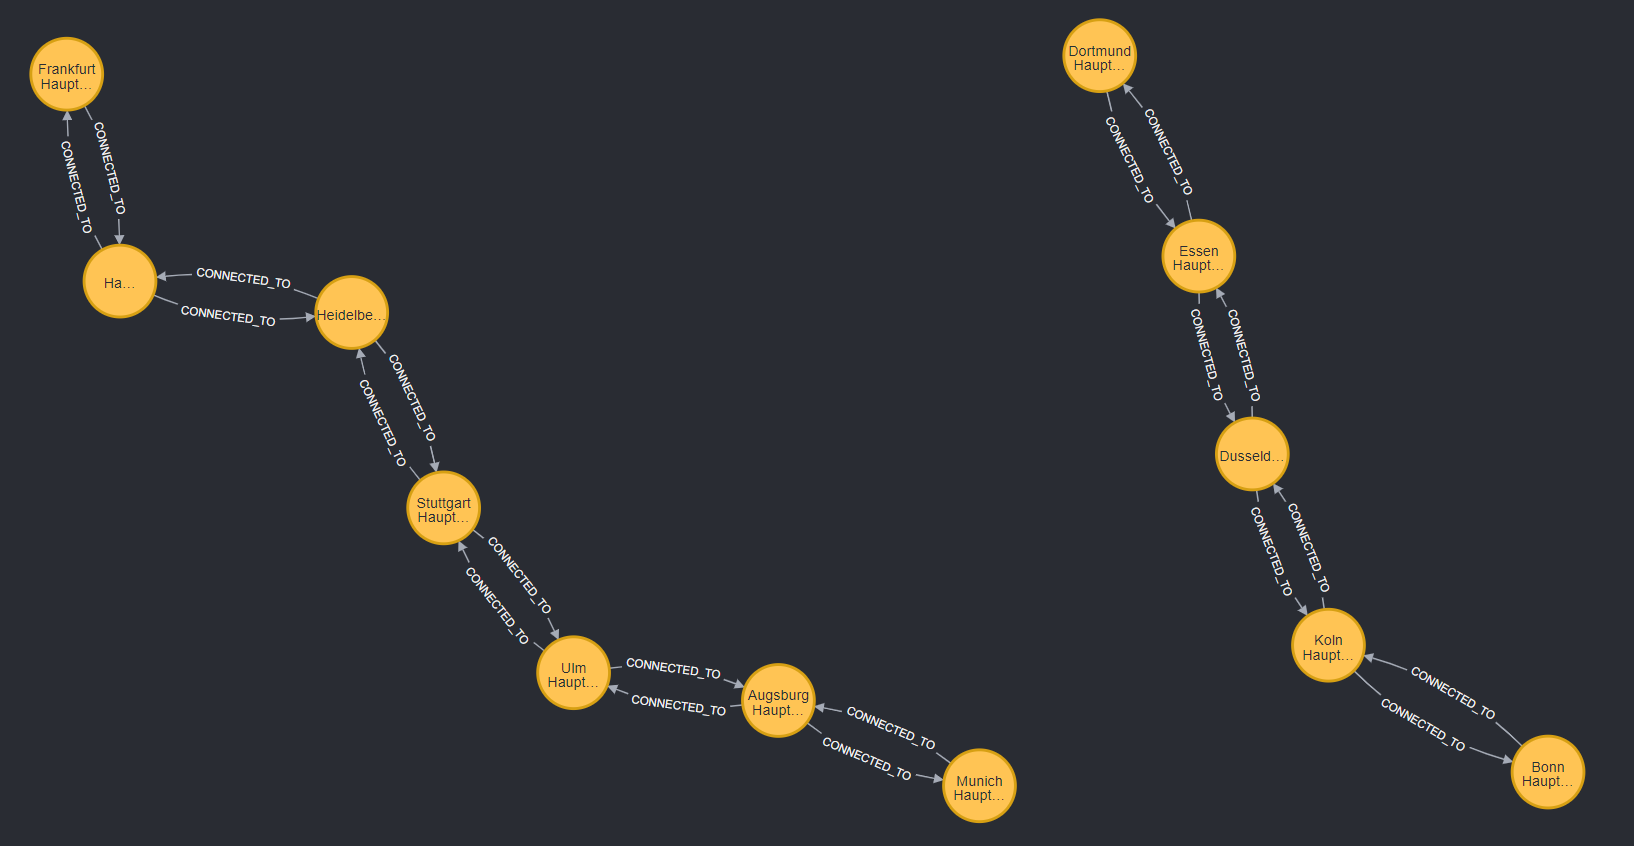 Frankfurt
Haupt...
CONNECTED_TO
CONNECTED_TO
Ha...
CONNECTED_TO
CONNECTED_TO
Heidelbe...
CONNECTED_TO
CONNECTED_TO
Stuttgart
Haupt...
CONNECTED_TO
CONNECTED_TO
Ulm
Haupt...
CONNECTED_TO
CONNECTED_TO
Augsburg
Haupt...
CONNECTED_TO
CONNECTED_TO
Munich
Haupt...
Dortmund
Haupt...
CONNECTED_TO
CONNECTED_TO
Essen
Haupt...
CONNECTED_TO
CONNECTED_TO
Dusseld...
CONNECTED_TO
CONNECTED_TO
Koln
Haupt...
CONNECTED_TO
CONNECTED_TO
Bonn
Haupt...